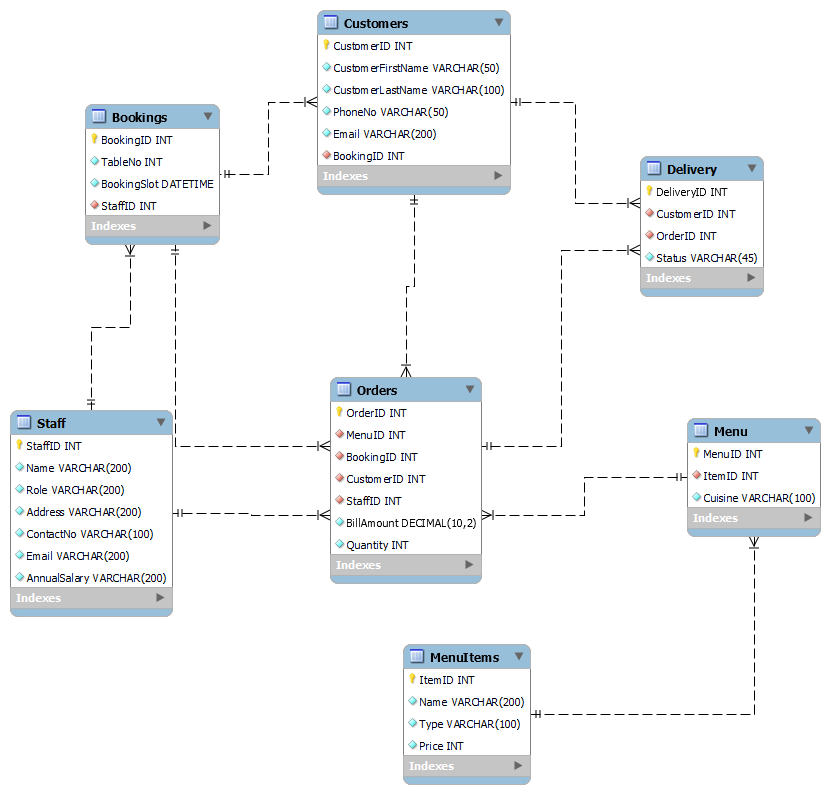 Customers
CustomerID INT
CustomerFirstName VARCHAR(50)
CustomerLastName VARCHAR(100)
PhoneNo VARCHAR(50)
Email VARCHAR(200)
BookingID INT
Indexes
Bookings
BookingID INT
TableNo INT
BookingSlot DATETIME
StaffID INT
Indexes
Delivery
DeliveryID INT
CustomerID INT
OrderID INT
Status VARCHAR(45)
Indexes
Orders
OrderID INT
MenuID INT
BookingID INT
CustomerID INT
StaffID INT
BillAmount DECIMAL(10,2)
Quantity INT
Indexes
Staff
StaffID INT
Name VARCHAR(200)
Role VARCHAR(200)
Address VARCHAR(200)
ContactNo VARCHAR(100)
Email VARCHAR(200)
AnnualSalary VARCHAR(200)
Indexes
Menu
MenuID INT
ItemID INT
Cuisine VARCHAR(100)
Indexes
MenuItems
ItemID INT
Name VARCHAR(200)
Type VARCHAR(100)
Price INT
Indexes